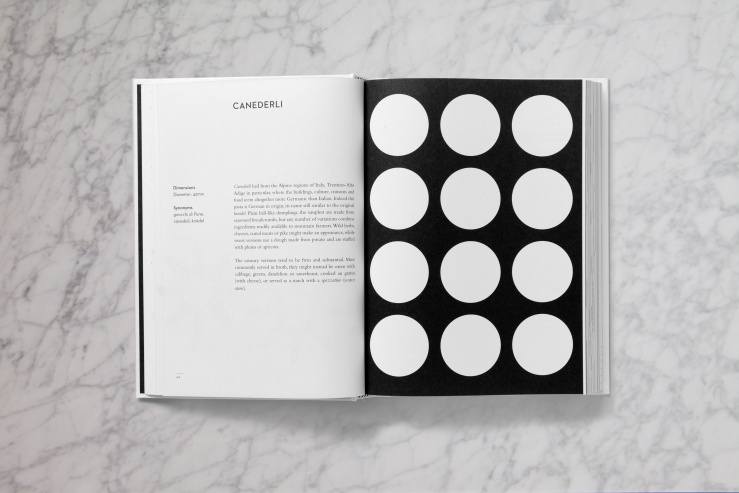 CANEDERLI
Dimensions
Diameter: 40mm
Synonyms
gnocchi di Pane,
canedeli, knödel
Canederli hail from the Alpine regions of Italy, Trentino-Alto
Adige in particular, where the buildings, culture, customs and
food seem altogether more Germanic than Italian. Indeed this
pasta is German in origin, its name still similar to the original
knödel. Plain ball-like dumplings, the simplest are made from
seasoned breadcrumbs, but any number of variations combine
ingredients readily available to mountain farmers. Wild herbs,
cheeses, cured meats or pike might make an appearance, while
sweet versions use a dough made from potato and are stuffed
with plums or apricots.
The savoury versions tend to be firm and substantial. Most
commonly served in broth, they might instead be eaten with
cabbage, greens, dandelion or sauerkraut, cooked au gratin
(with cheese), or served as a starch with a spezzatino (winter
stew).